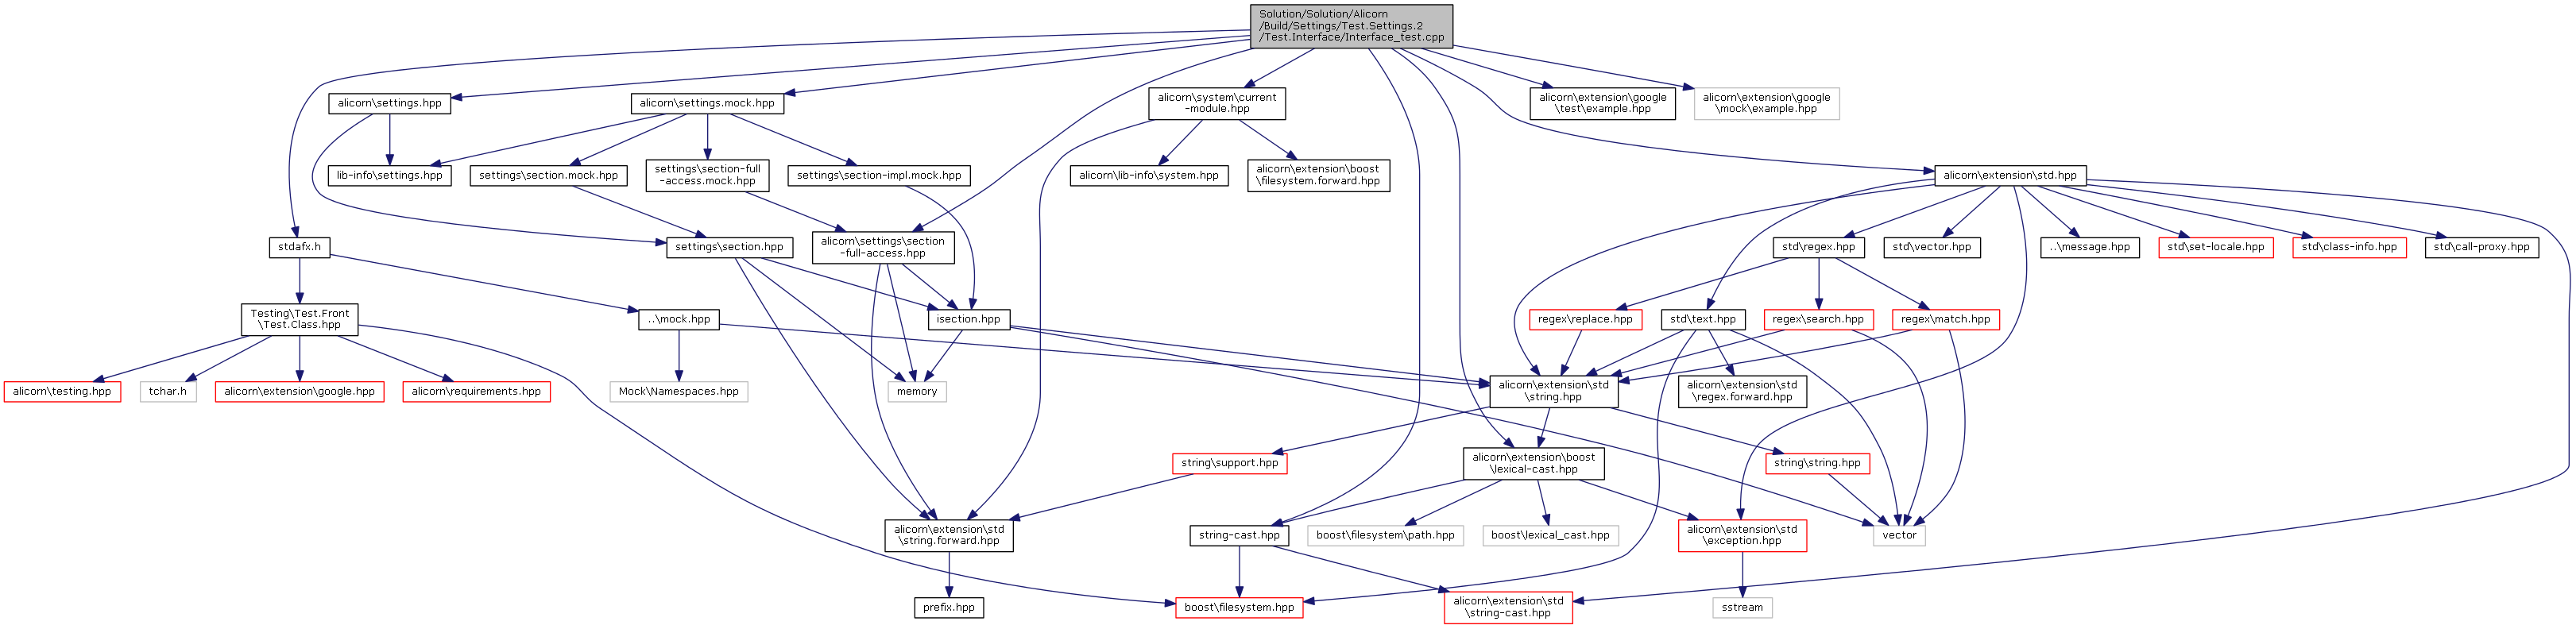 Solution/Solution/Alicorn
/Build/Settings/Test.Settings.2
/Test.Interface/Interface_test.cpp
alicorn\settings.hpp
alicorn\settings.mock.hpp
alicorn\system\current
-module.hpp
alicorn\extension\google
\test\example.hpp
alicorn\extension\google
\mock\example.hpp
lib-info\settings.hpp
settings\section.mock.hpp
settings\section-full
-access.mock.hpp
settings\section-impl.mock.hpp
alicorn\lib-info\system.hpp
alicorn\extension\boost
\filesystem.forward.hpp
alicorn\extension\std.hpp
stdafx.h
settings\section.hpp
alicorn\settings\section
-full-access.hpp
std\regex.hpp
std\vector.hpp
..\message.hpp
std\set-locale.hpp
std\class-info.hpp
std\call-proxy.hpp
Testing\Test.Front
\Test.Class.hpp
..\mock.hpp
isection.hpp
regex\replace.hpp
std\text.hpp
regex\search.hpp
regex\match.hpp
alicorn\testing.hpp
tchar.h
alicorn\extension\google.hpp
alicorn\requirements.hpp
Mock\Namespaces.hpp
memory
alicorn\extension\std
\string.hpp
alicorn\extension\std
\regex.forward.hpp
string\support.hpp
alicorn\extension\boost
\lexical-cast.hpp
string\string.hpp
alicorn\extension\std
\string.forward.hpp
string-cast.hpp
boost\filesystem\path.hpp
boost\lexical_cast.hpp
alicorn\extension\std
\exception.hpp
vector
prefix.hpp
boost\filesystem.hpp
alicorn\extension\std
\string-cast.hpp
sstream